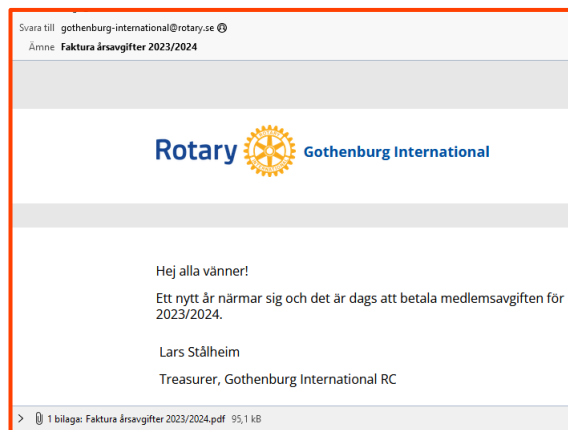 Svara till gothenburg-international@rotary.se
Ämne Faktura årsavgifter 2023/2024
Rotary Gothenburg International
Hej alla vänner!
Ett nytt år närmar sig och det är dags att betala medlemsavgiften för
2023/2024.
Lars Stålheim
Treasurer, Gothenburg International RC
1 bilaga: Faktura årsavgifter 2023/2024.pdf 95,1 kB